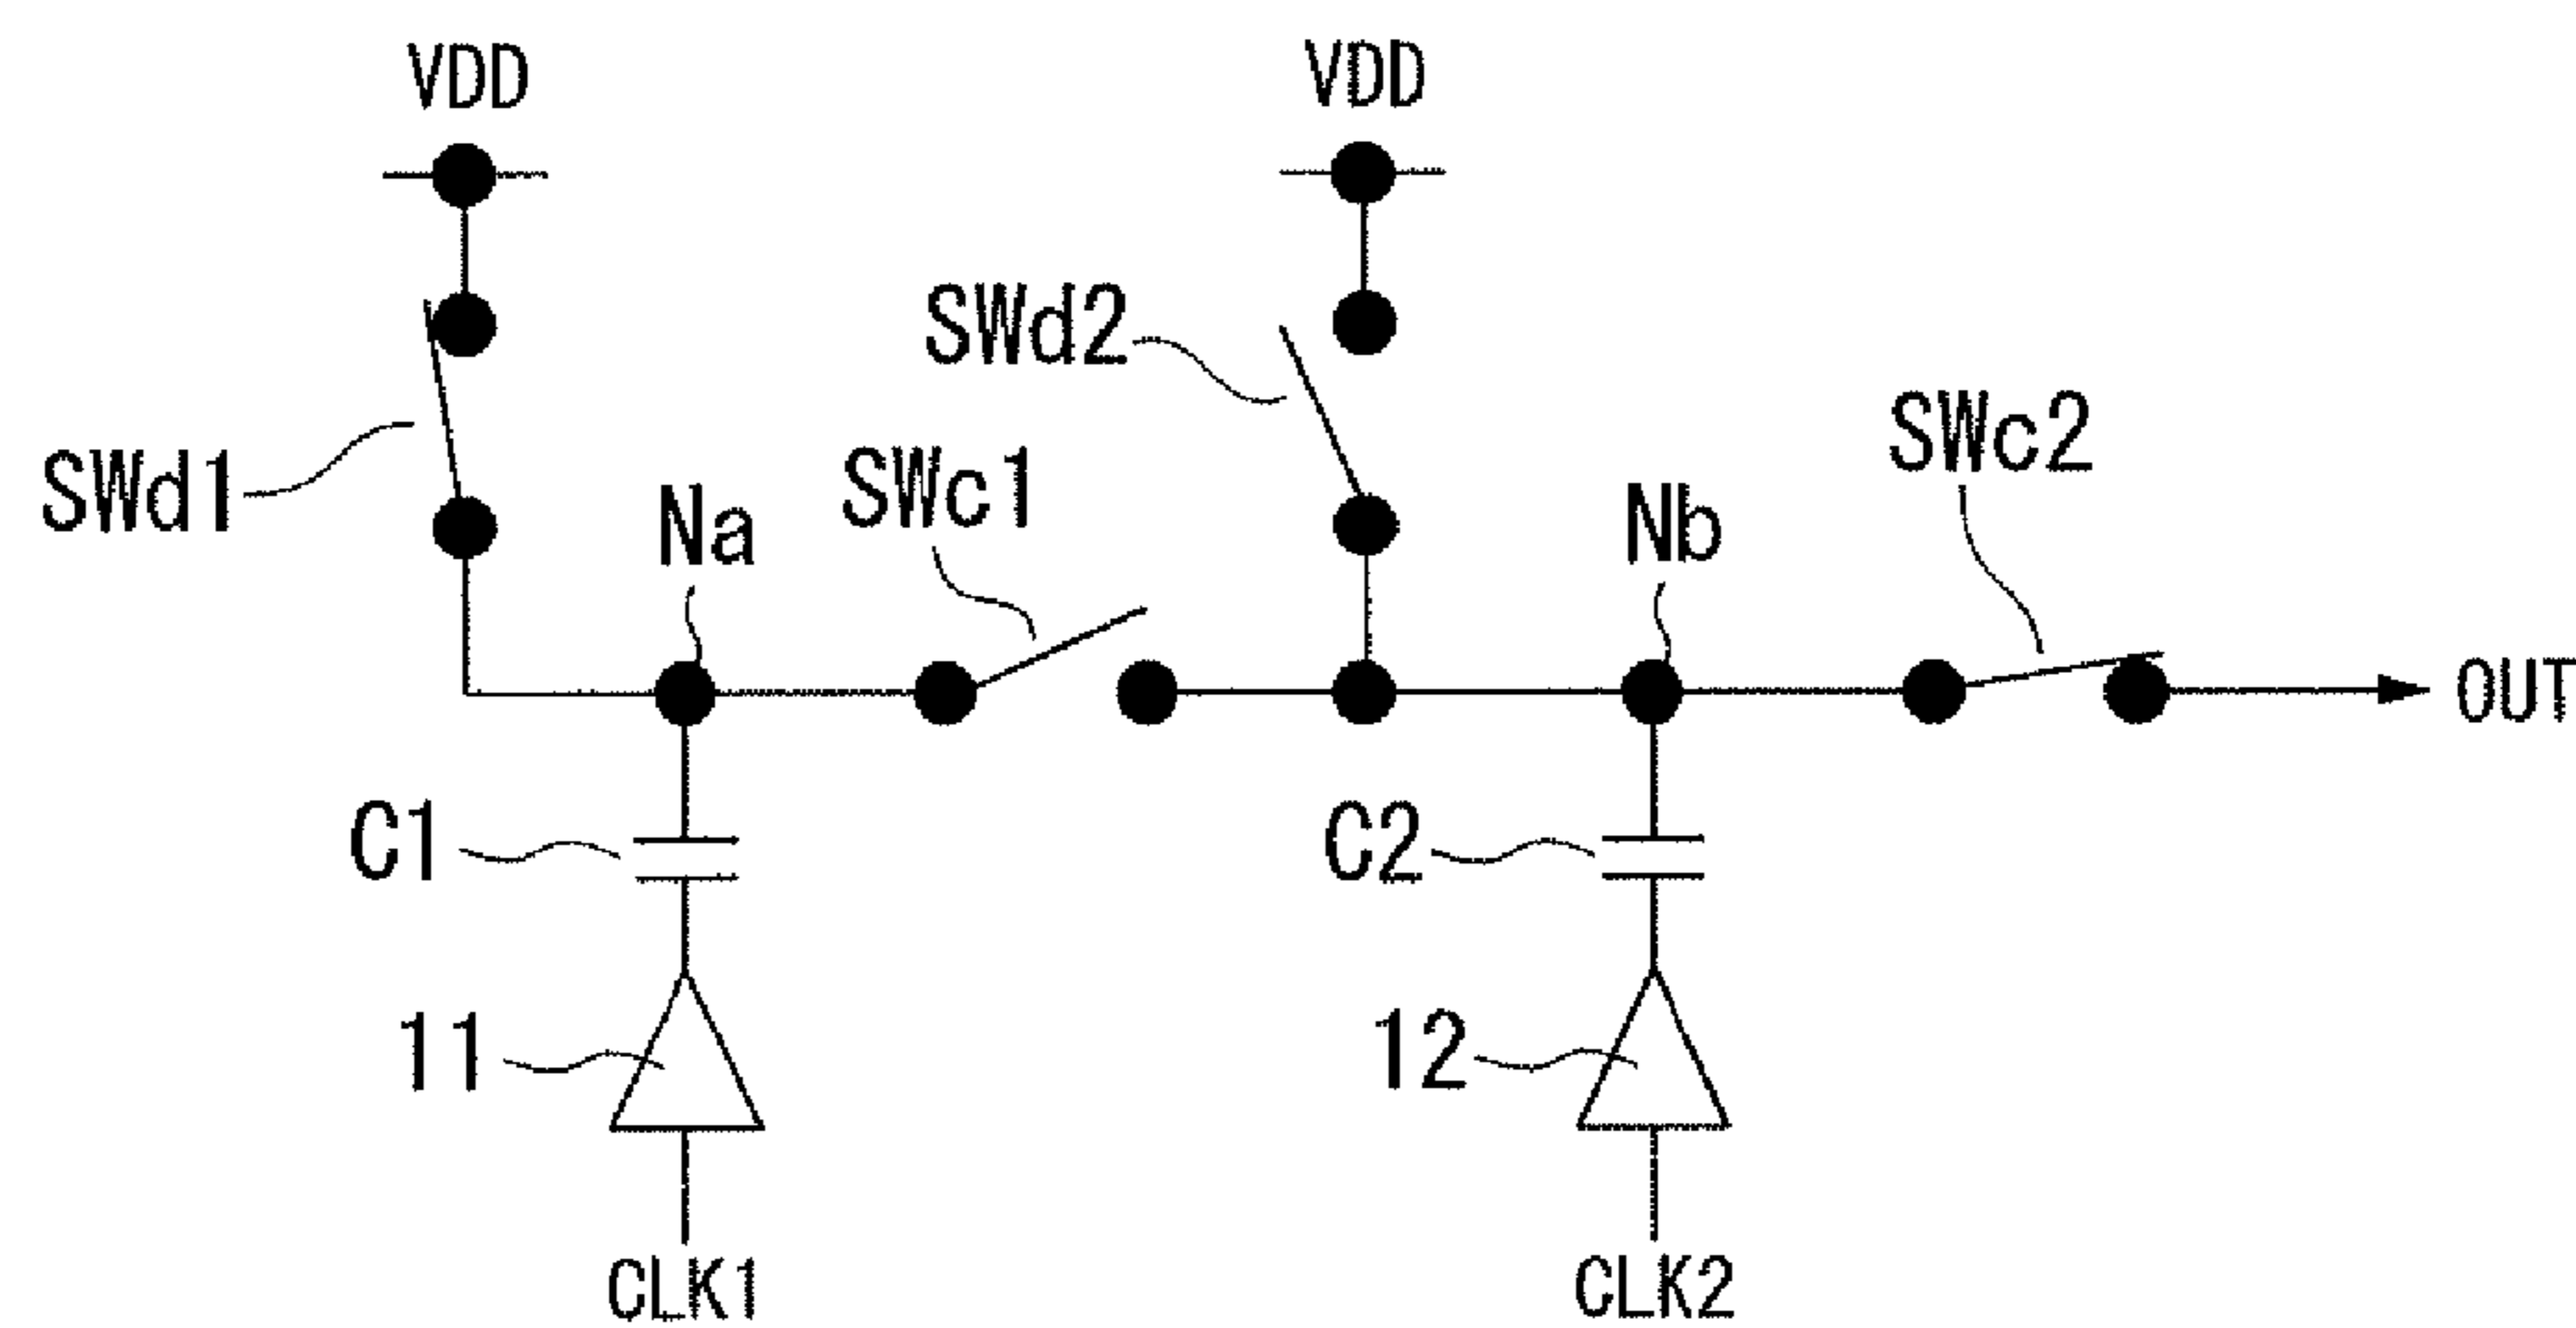 VDD
VDD
SWd2
SWc2
SWd1
Na
SWc1
Nb
OUT
C1
C2
11
12
CLK1
CLK2